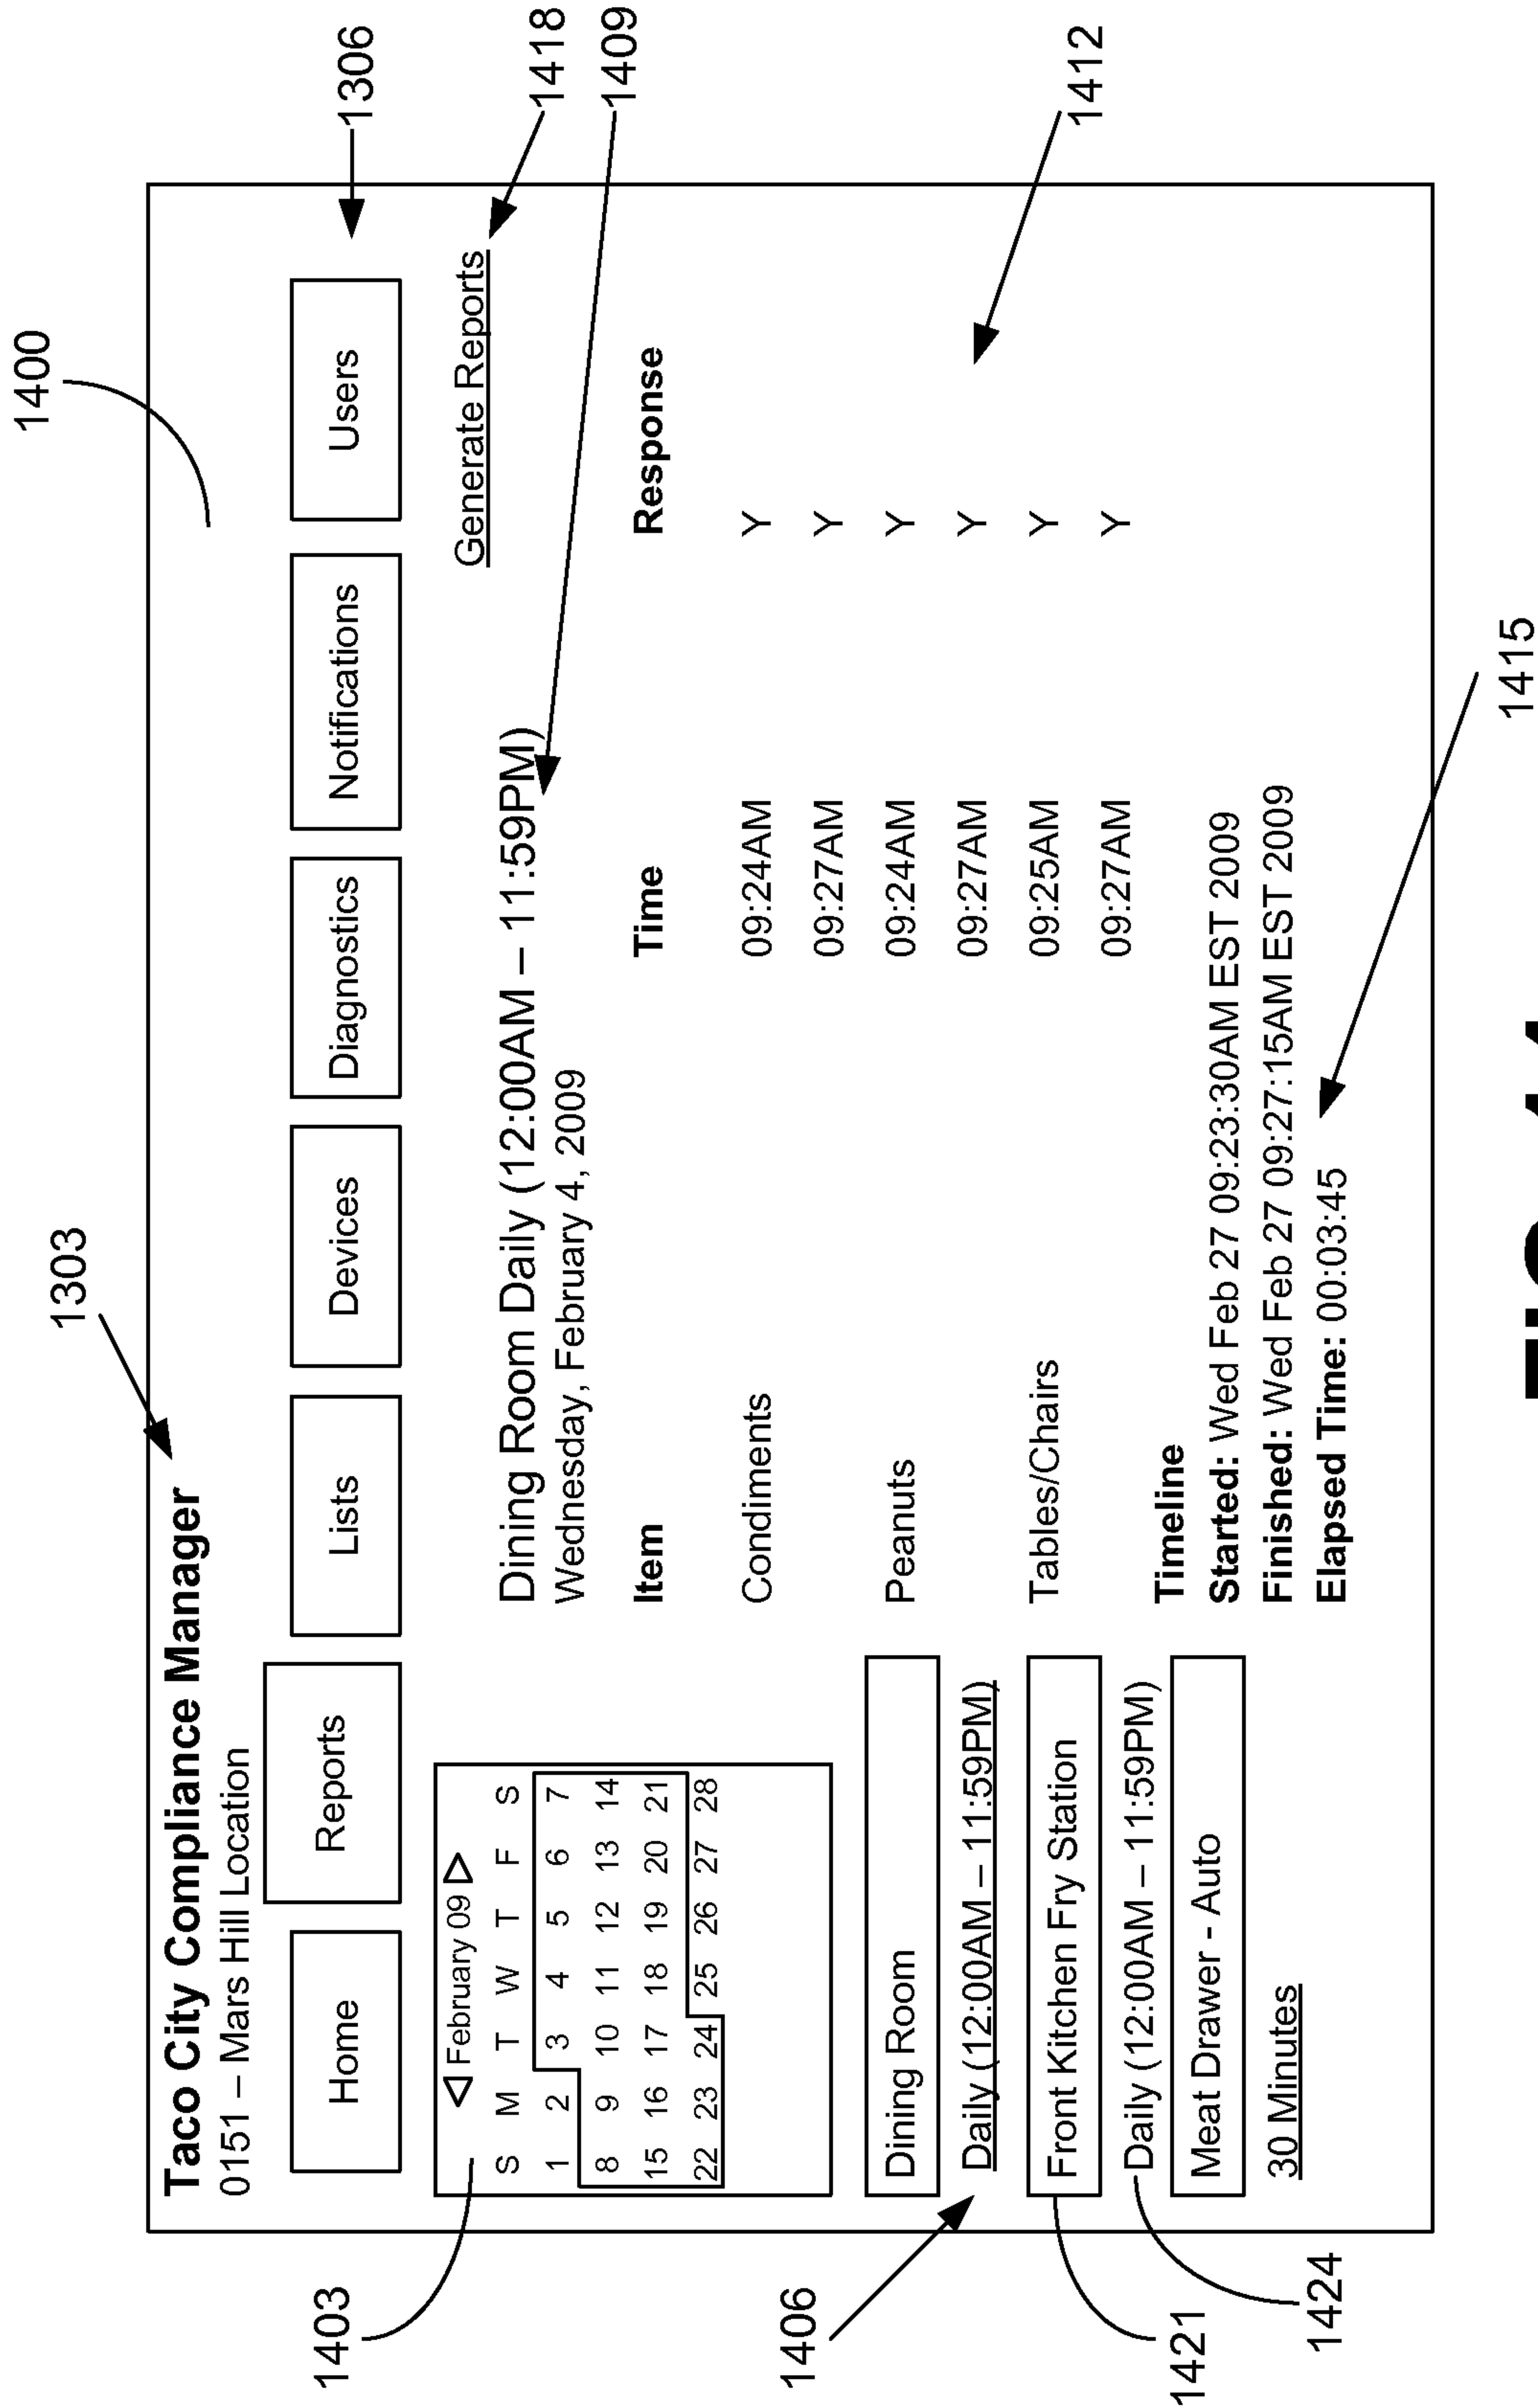 1400
1303
Taco City Compliance Manager
0151 – Mars Hill Location
Home
Reports
Lists
Devices
Diagnostics
Notifications
Users
1306
1403
February 09
S M T W T F S
1 2 3 4 5 6 7
8 9 10 11 12 13 14
15 16 17 18 19 20 21
22 23 24 25 26 27 28
Generate Reports
1418
Dining Room Daily (12:00AM – 11:59PM)
1409
Wednesday, February 4, 2009
Item Time Response
Condiments 09:24AM Y
09:27AM Y
Peanuts 09:24AM Y
09:27AM Y
Tables/Chairs 09:25AM Y
09:27AM Y
1412
1406
Dining Room
Daily (12:00AM – 11:59PM)
1421
Front Kitchen Fry Station
1424
Daily (12:00AM – 11:59PM)
Meat Drawer - Auto
30 Minutes
Timeline
Started: Wed Feb 27 09:23:30AM EST 2009
Finished: Wed Feb 27 09:27:15AM EST 2009
Elapsed Time: 00:03:45
1415